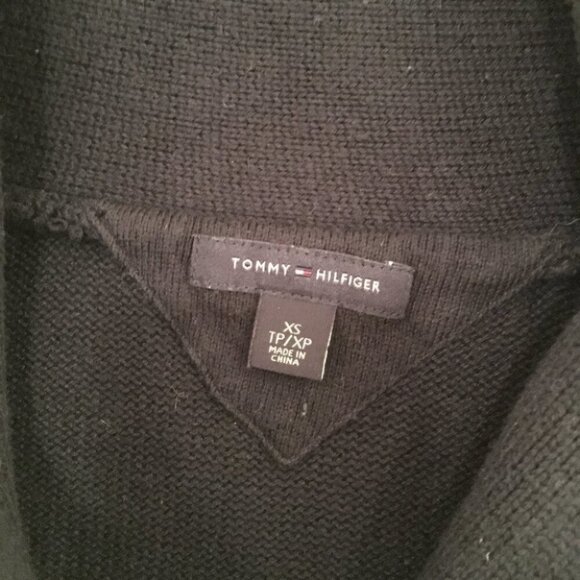 TOMMY HILFIGER
XS
TP/XP
MADE IN
CHINA